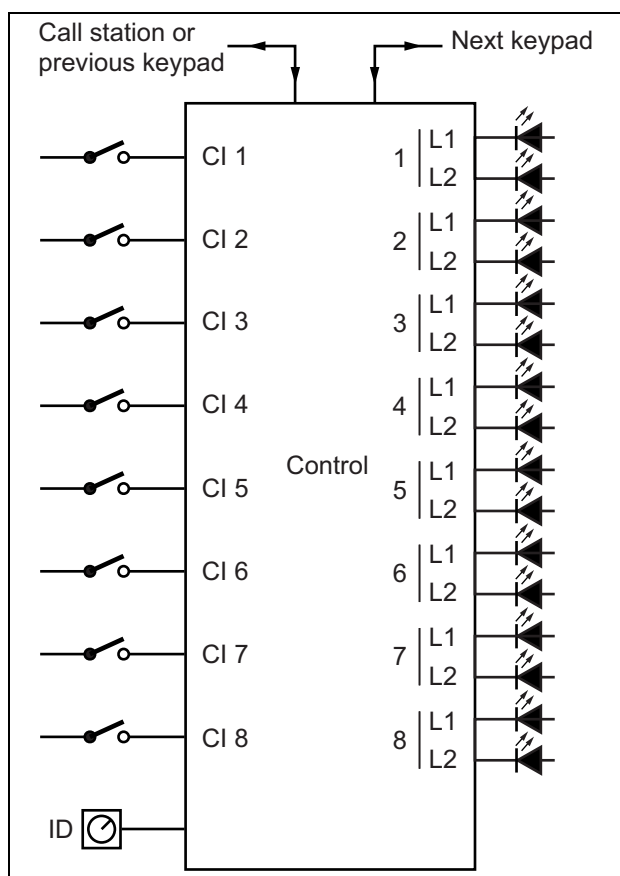 Call station or
previous keypad
Next keypad
CI 1
CI 2
CI 3
CI 4
CI 5
CI 6
CI 7
CI 8
ID
Control
1
L1
L2
2
L1
L2
3
L1
L2
4
L1
L2
5
L1
L2
6
L1
L2
7
L1
L2
8
L1
L2